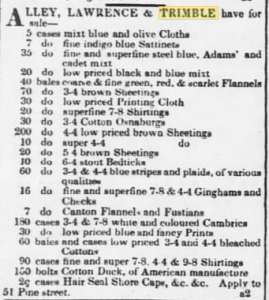 ALLEY, LAWRENCE & TRIMBLE have for
sale—
5 cases mixt blue and olive Cloths
7 do fine indigo blue Sattinets
35 do fine and superfine steel blue, Adams' and
cadet mixt
20 do low priced black and blue mixt
40 bales coarse & fine green, red, & scarlet Flannels
70 do 3-4 brown Sheetings
30 do low priced Printing Cloth
20 do superfine 7-8 Shirtings
30 do 3-4 Cotton Osnaburgs
200 do 4-4 low priced brown Sheetings
10 do super 4-4 do
20 do 5 4 brown Sheetings
10 do 6-4 stout Bedticks
60 do 3-4 & 4-4 blue stripes and plaids, of various
qualities
16 do fine and superfine 7-8 & 4-4 Ginghams and
Checks
7 do Canton Flannels and Fustians
180 cases 3-4 & 7-8 white and coloured Cambrics
30 do low priced blue and fancy Prints
60 bales and cases low priced 3-4 and 4-4 bleached
Cottons
90 cases fine and super 7-8, 4 4 & 9-8 Shirtings
150 bolts Cotton Duck, of American manufacture
29 cases Hair Seal Shore Caps, &c. &c. Apply to
51 Pine street. a2